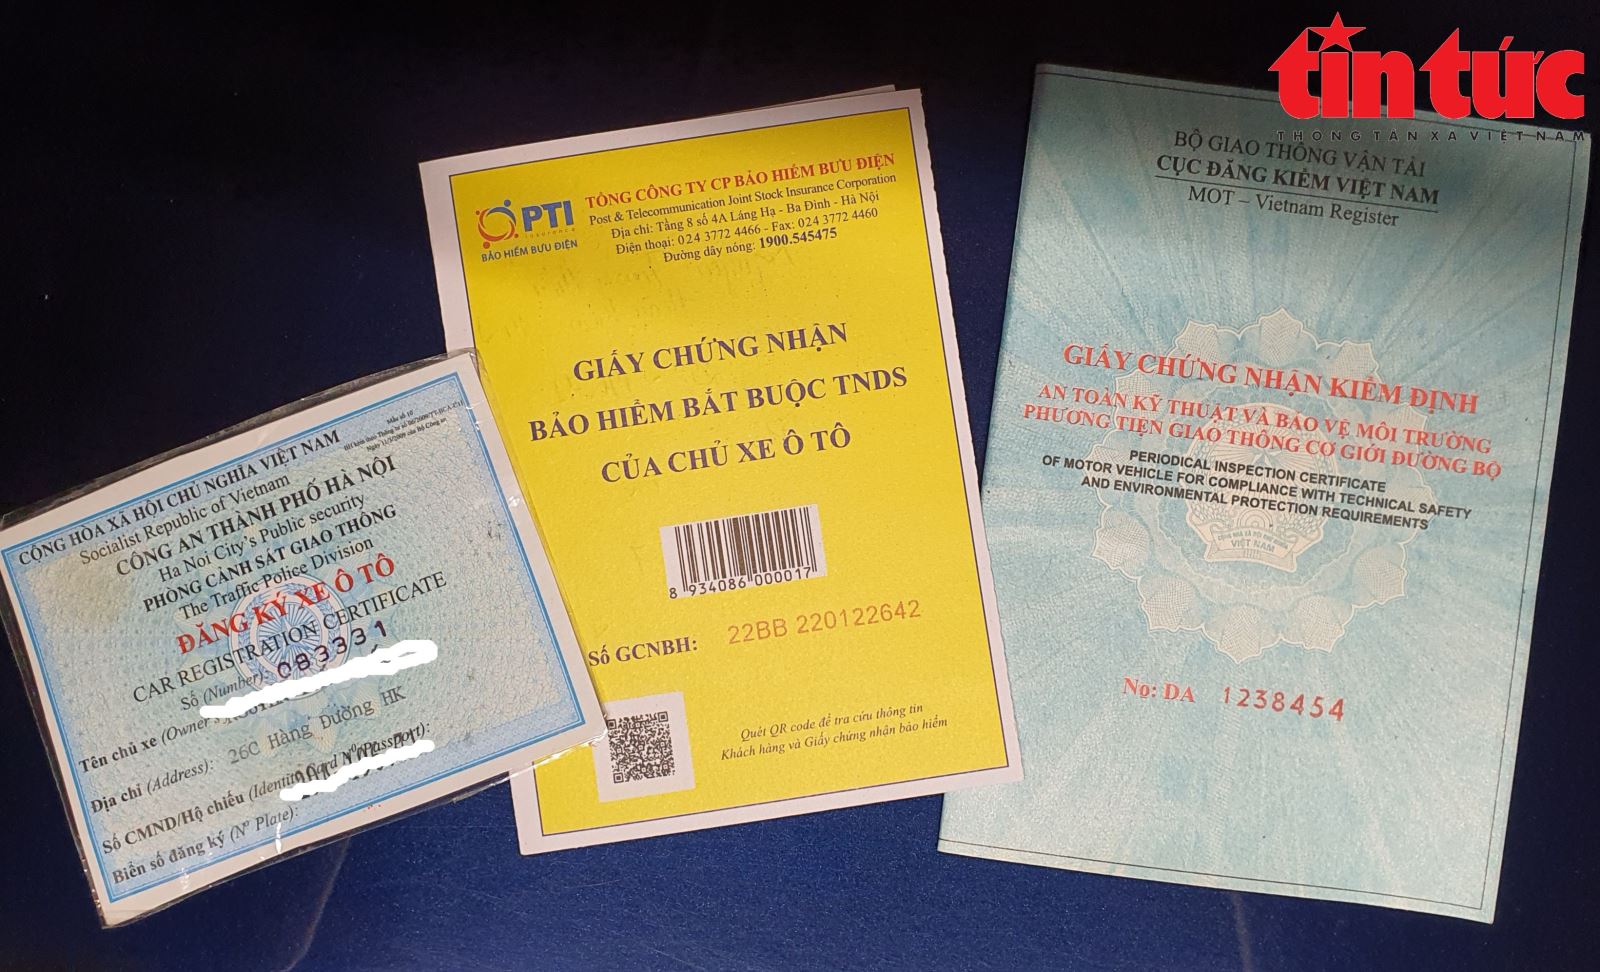 tin tức
THÔNG TẤN XÃ VIỆT NAM
CỘNG HÒA XÃ HỘI CHỦ NGHĨA VIỆT NAM
Socialist Republic of Vietnam
CÔNG AN THÀNH PHỐ HÀ NỘI
Ha Noi City's Public security
PHÒNG CẢNH SÁT GIAO THÔNG
The Traffic Police Division
ĐĂNG KÝ XE Ô TÔ
CAR REGISTRATION CERTIFICATE
Số (Number): 083331
Tên chủ xe (Owner
Địa chỉ (Address): 26C Hàng Đường HK
Số CMND/Hộ chiếu (Identity Card Nº/Passport):
Biển số đăng ký (Nº Plate):
Mẫu số 10
PTI
insurance
BẢO HIỂM BƯU ĐIỆN
TỔNG CÔNG TY CP BẢO HIỂM BƯU ĐIỆN
Post & Telecommunication Joint Stock Insurance Corporation
Địa chỉ: Tầng 8 số 4A Láng Hạ - Ba Đình - Hà Nội
Điện thoại: 024 3772 4466 - Fax: 024 3772 4460
Đường dây nóng: 1900.545475
GIẤY CHỨNG NHẬN
BẢO HIỂM BẮT BUỘC TNDS
CỦA CHỦ XE Ô TÔ
8 934086 000017
Số GCNBH: 22BB 220122642
Quét QR code để tra cứu thông tin
Khách hàng và Giấy chứng nhận bảo hiểm
BỘ GIAO THÔNG VẬN TẢI
CỤC ĐĂNG KIỂM VIỆT NAM
MOT – Vietnam Register
GIẤY CHỨNG NHẬN KIỂM ĐỊNH
AN TOÀN KỸ THUẬT VÀ BẢO VỆ MÔI TRƯỜNG
PHƯƠNG TIỆN GIAO THÔNG CƠ GIỚI ĐƯỜNG BỘ
PERIODICAL INSPECTION CERTIFICATE
OF MOTOR VEHICLE FOR COMPLIANCE WITH TECHNICAL SAFETY
AND ENVIRONMENTAL PROTECTION REQUIREMENTS
VIỆT NAM
No: DA 1238454